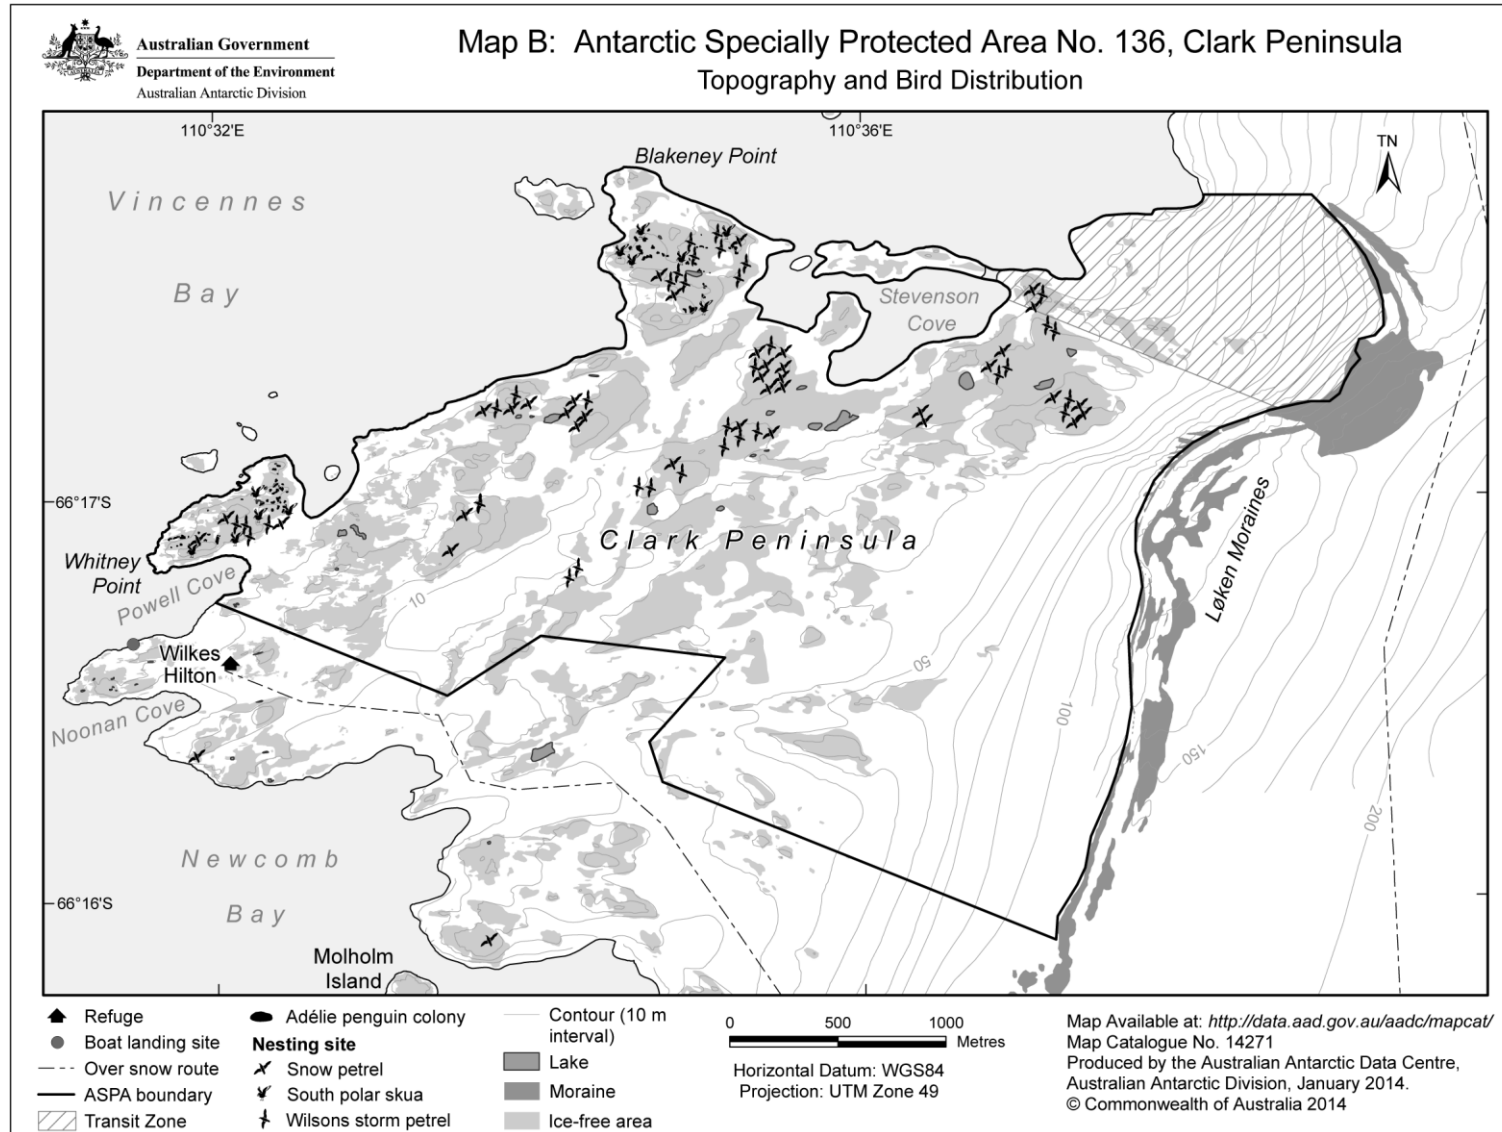 Australian Government
Department of the Environment
Australian Antarctic Division
Map B: Antarctic Specially Protected Area No. 136, Clark Peninsula
Topography and Bird Distribution
110°32'E
110°36'E
TN
Blakeney Point
Vincennes
Bay
Stevenson
Cove
66°17'S
Whitney
Point
Powell Cove
Clark Peninsula
Løken Moraines
10
50
100
150
200
Wilkes
Hilton
Noonan Cove
Newcomb
Bay
66°16'S
Molholm
Island
Refuge
Boat landing site
Over snow route
ASPA boundary
Transit Zone
Adélie penguin colony
Nesting site
Snow petrel
South polar skua
Wilsons storm petrel
Contour (10 m
interval)
Lake
Moraine
Ice-free area
0 500 1000
Metres
Horizontal Datum: WGS84
Projection: UTM Zone 49
Map Available at: http://data.aad.gov.au/aadc/mapcat/
Map Catalogue No. 14271
Produced by the Australian Antarctic Data Centre,
Australian Antarctic Division, January 2014.
© Commonwealth of Australia 2014